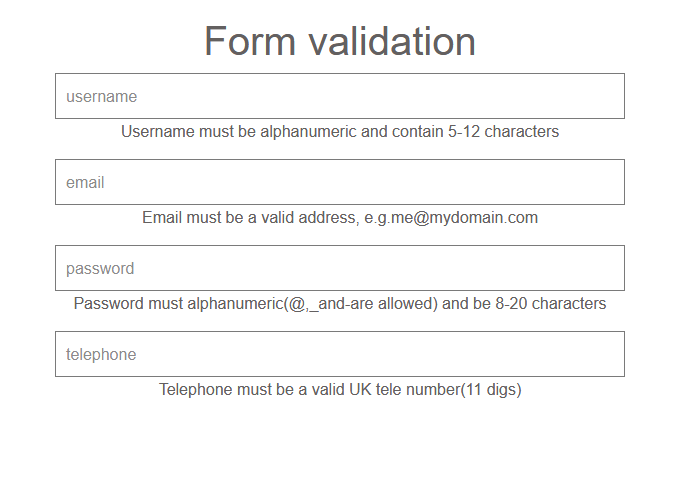 Form validation
username
Username must be alphanumeric and contain 5-12 characters
email
Email must be a valid address, e.g.me@mydomain.com
password
Password must alphanumeric(@,_and-are allowed) and be 8-20 characters
telephone
Telephone must be a valid UK tele number(11 digs)